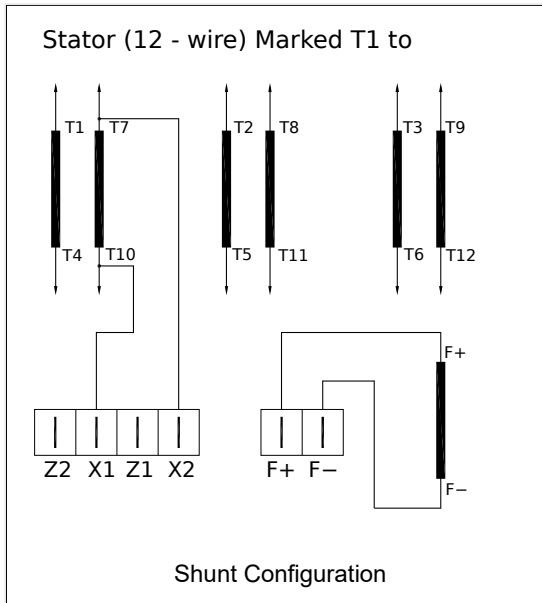 Stator (12 - wire) Marked T1 to
T1 T7 T2 T8 T3 T9
T4 T10 T5 T11 T6 T12
F+
Z2 X1 Z1 X2 F+ F−
F−
Shunt Configuration